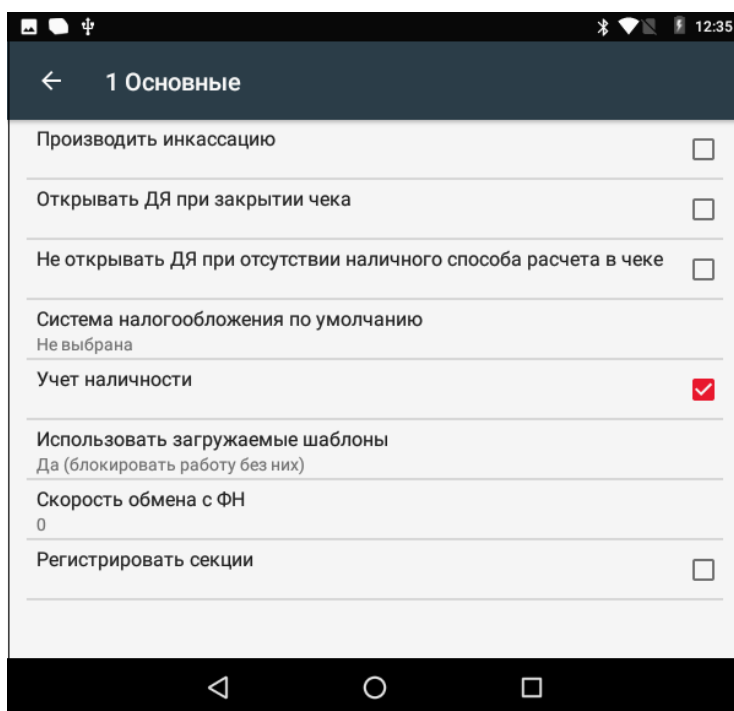 12:35
1 Основные
Производить инкассацию
Открывать ДЯ при закрытии чека
Не открывать ДЯ при отсутствии наличного способа расчета в чеке
Система налогообложения по умолчанию
Не выбрана
Учет наличности
Использовать загружаемые шаблоны
Да (блокировать работу без них)
Скорость обмена с ФН
0
Регистрировать секции